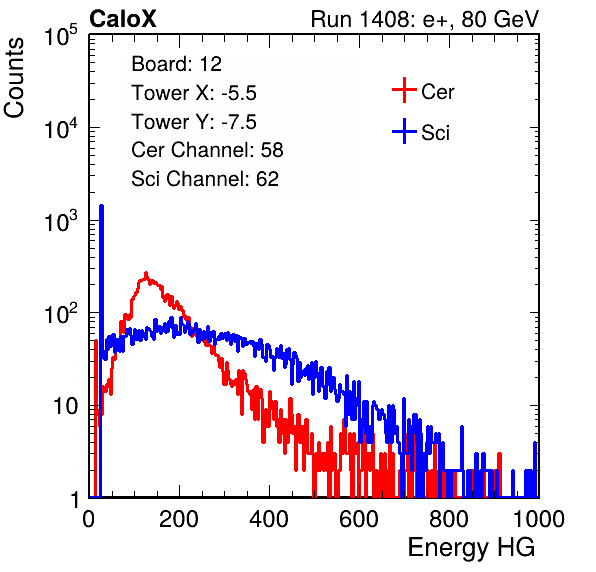 CaloX Run 1408: e+, 80 GeV
Counts
10^5
10^4
10^3
10^2
10
1
Board: 12
Tower X: -5.5
Tower Y: -7.5
Cer Channel: 58
Sci Channel: 62
Cer
Sci
0 200 400 600 800 1000
Energy HG